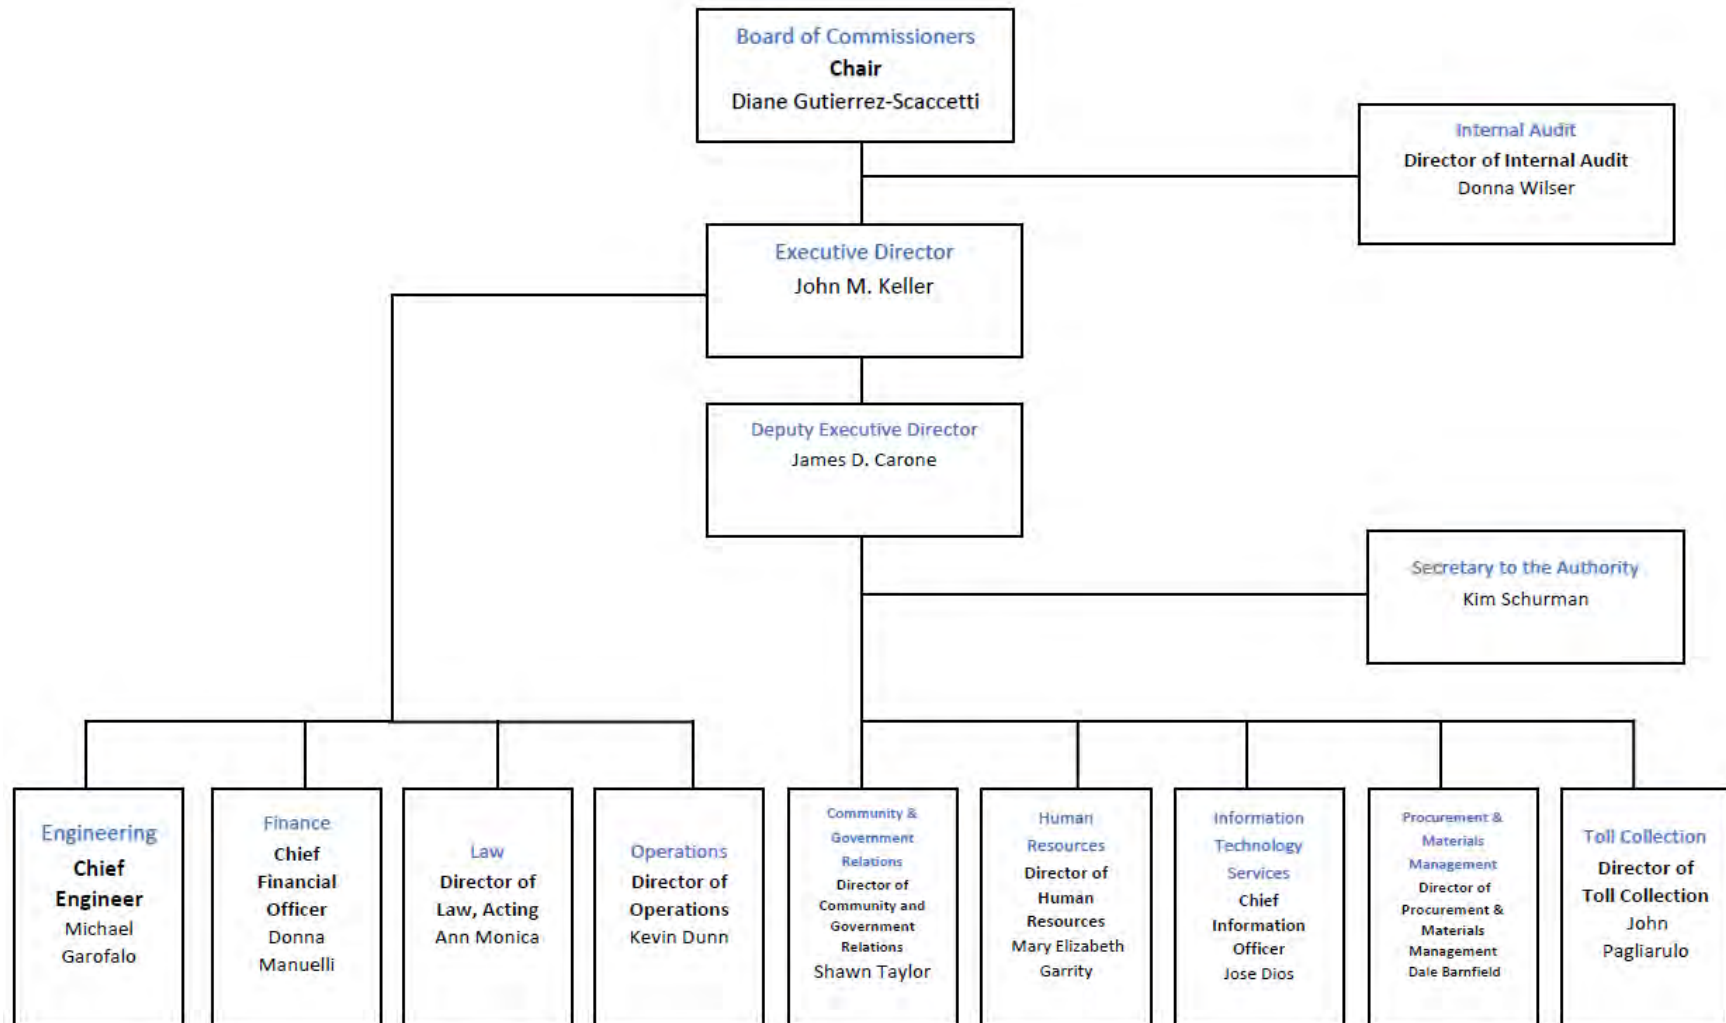 Board of Commissioners
Chair
Diane Gutierrez-Scaccetti
Internal Audit
Director of Internal Audit
Donna Wilser
Executive Director
John M. Keller
Deputy Executive Director
James D. Carone
Secretary to the Authority
Kim Schurman
Engineering
Chief
Engineer
Michael
Garofalo
Finance
Chief
Financial
Officer
Donna
Manuelli
Law
Director of
Law, Acting
Ann Monica
Operations
Director of
Operations
Kevin Dunn
Community &
Government
Relations
Director of
Community and
Government
Relations
Shawn Taylor
Human
Resources
Director of
Human
Resources
Mary Elizabeth
Garrity
Information
Technology
Services
Chief
Information
Officer
Jose Dios
Procurement &
Materials
Management
Director of
Procurement &
Materials
Management
Dale Barnfield
Toll Collection
Director of
Toll Collection
John
Pagliarulo